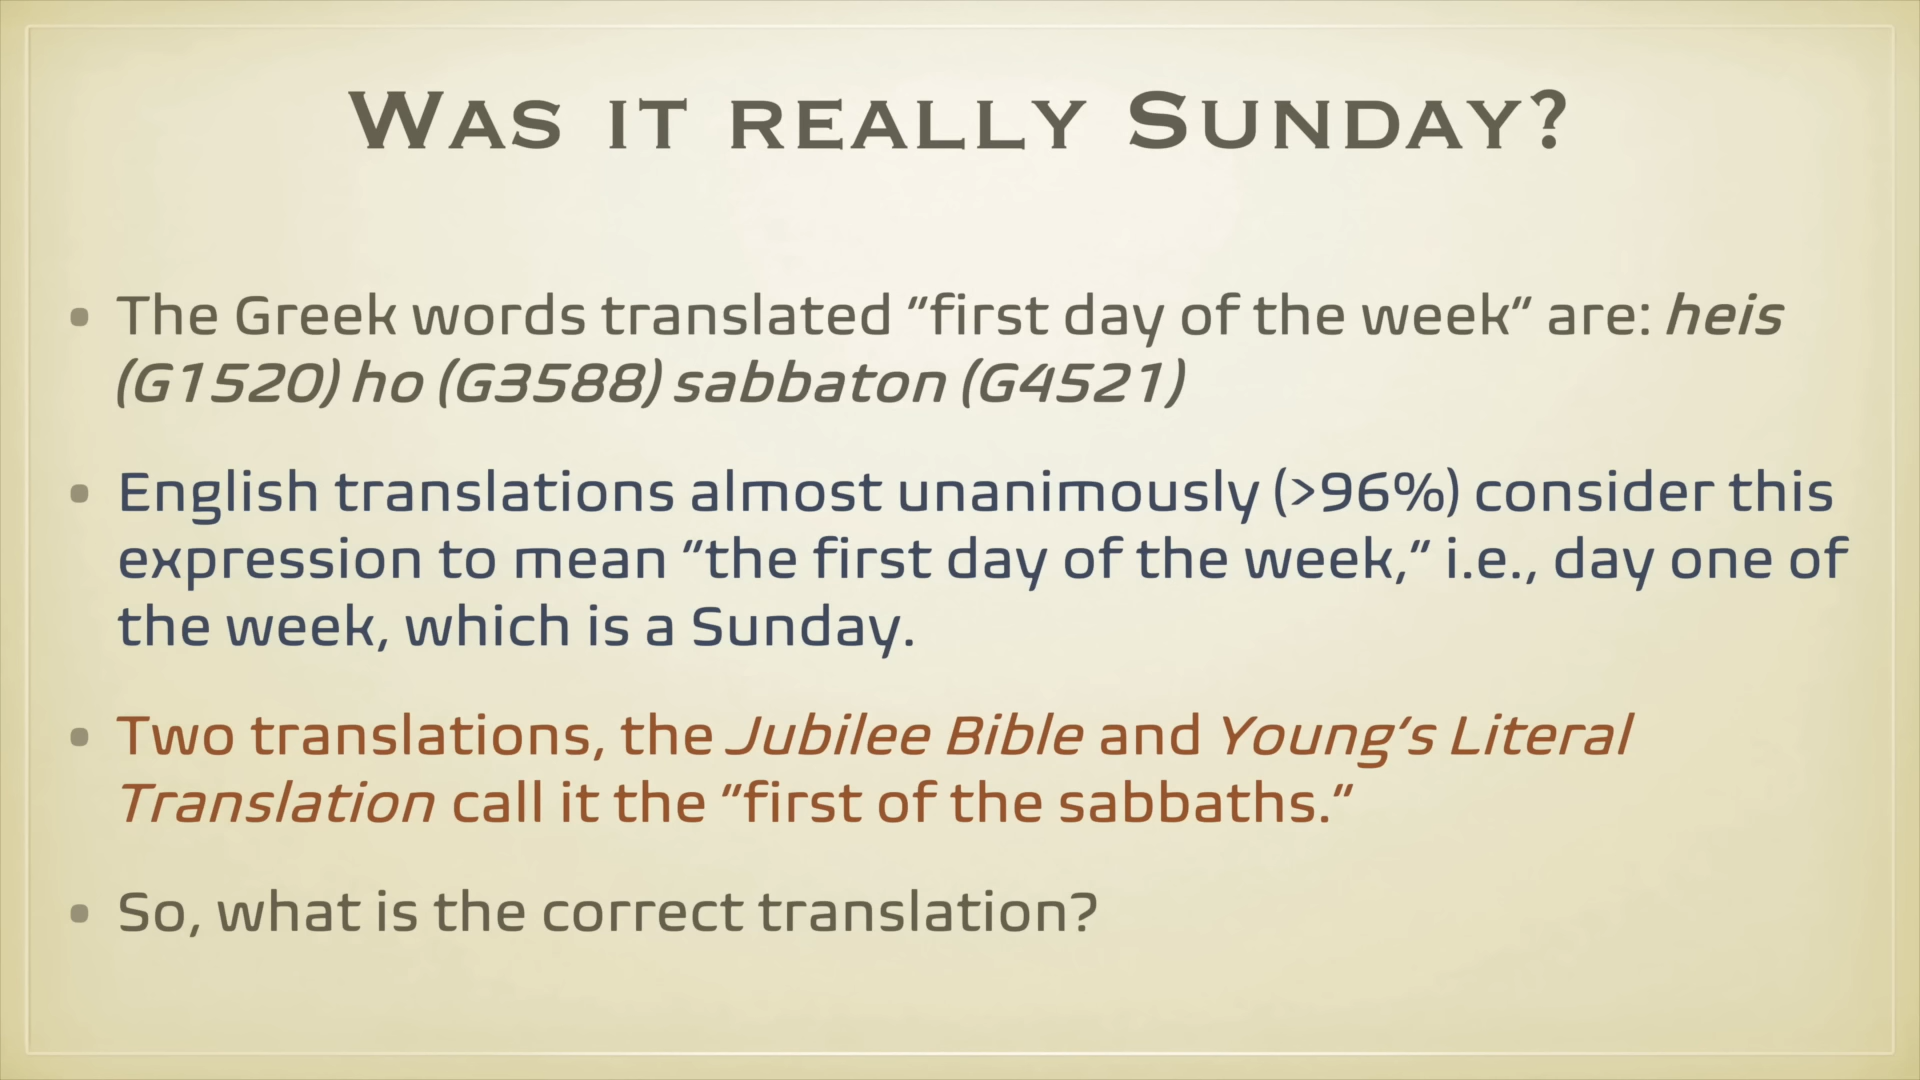 Was it really Sunday?
• The Greek words translated "first day of the week" are: heis
(G1520) ho (G3588) sabbaton (G4521)
• English translations almost unanimously (>96%) consider this
expression to mean "the first day of the week," i.e., day one of
the week, which is a Sunday.
• Two translations, the Jubilee Bible and Young's Literal
Translation call it the "first of the sabbaths."
• So, what is the correct translation?